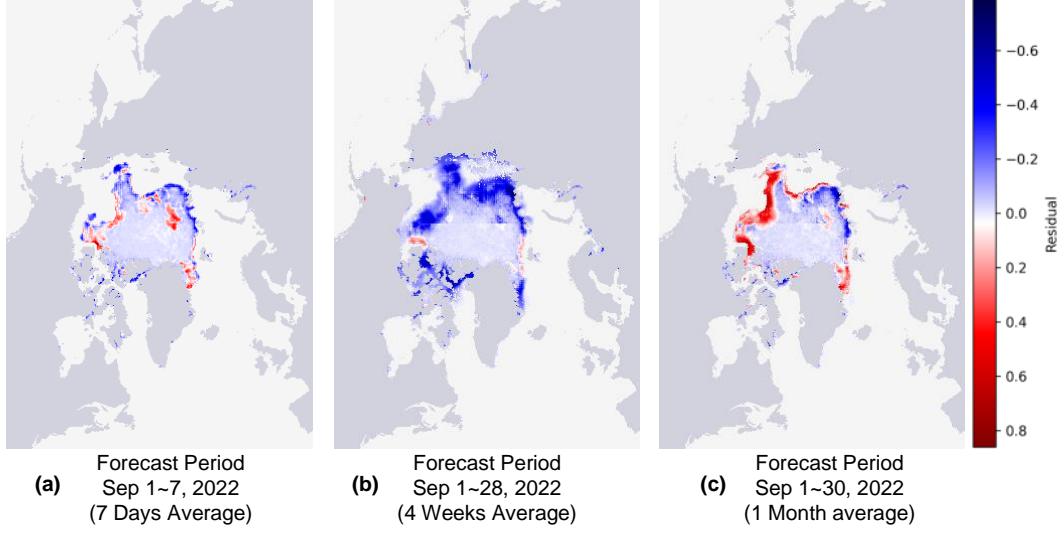 −0.6
−0.4
−0.2
0.0
0.2
0.4
0.6
0.8
Residual
(a)
Forecast Period
Sep 1~7, 2022
(7 Days Average)
(b)
Forecast Period
Sep 1~28, 2022
(4 Weeks Average)
(c)
Forecast Period
Sep 1~30, 2022
(1 Month average)